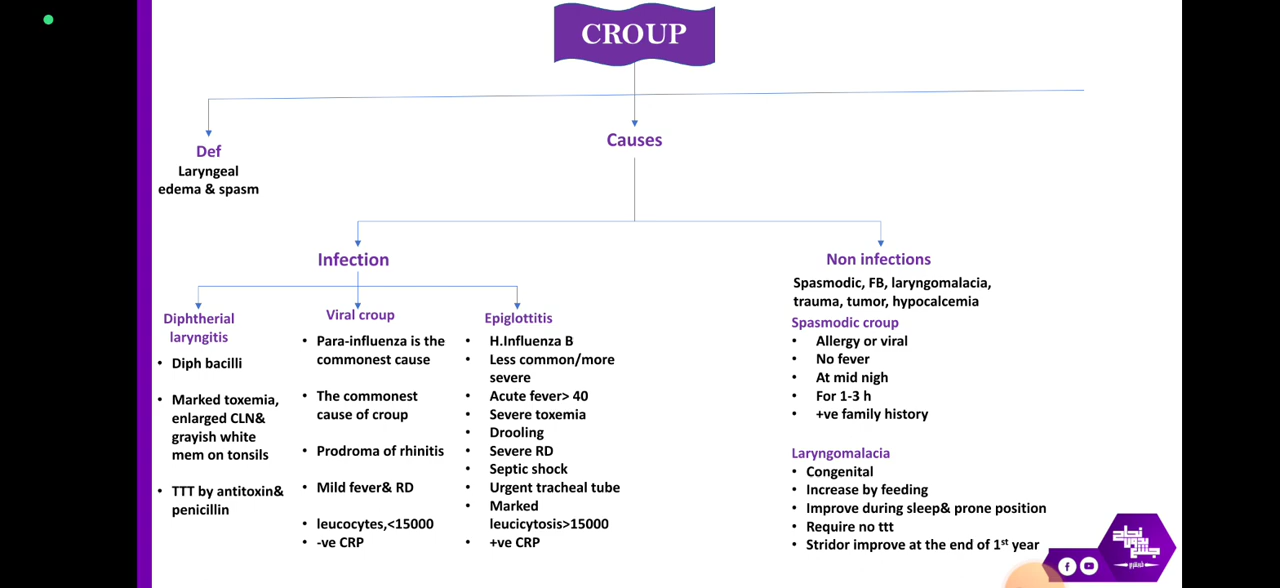 CROUP
Def
Laryngeal
edema & spasm
Causes
Infection
Diphtherial
laryngitis
• Diph bacilli
• Marked toxemia,
enlarged CLN&
grayish white
mem on tonsils
• TTT by antitoxin&
penicillin
Viral croup
• Para-influenza is the
commonest cause
• The commonest
cause of croup
• Prodroma of rhinitis
• Mild fever& RD
• leucocytes,<15000
• -ve CRP
Epiglottitis
• H.Influenza B
• Less common/more
severe
• Acute fever> 40
• Severe toxemia
• Drooling
• Severe RD
• Septic shock
• Urgent tracheal tube
• Marked
leucicytosis>15000
• +ve CRP
Non infections
Spasmodic, FB, laryngomalacia,
trauma, tumor, hypocalcemia
Spasmodic croup
• Allergy or viral
• No fever
• At mid nigh
• For 1-3 h
• +ve family history
Laryngomalacia
• Congenital
• Increase by feeding
• Improve during sleep& prone position
• Require no ttt
• Stridor improve at the end of 1st year